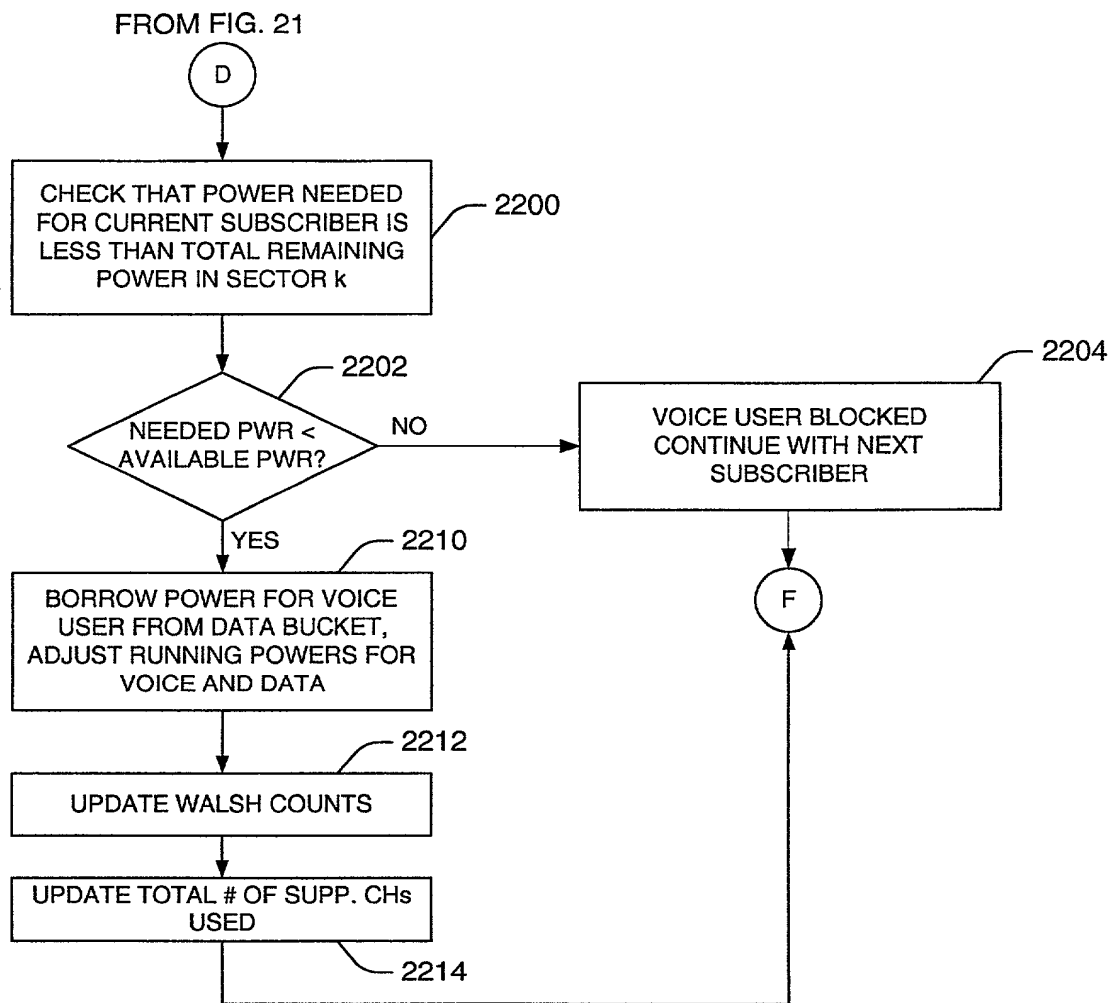 FROM FIG. 21
D
CHECK THAT POWER NEEDED
FOR CURRENT SUBSCRIBER IS
LESS THAN TOTAL REMAINING
POWER IN SECTOR k
2200
2202
NEEDED PWR <
AVAILABLE PWR?
NO
YES
2204
VOICE USER BLOCKED
CONTINUE WITH NEXT
SUBSCRIBER
F
2210
BORROW POWER FOR VOICE
USER FROM DATA BUCKET,
ADJUST RUNNING POWERS FOR
VOICE AND DATA
2212
UPDATE WALSH COUNTS
UPDATE TOTAL # OF SUPP. CHs
USED
2214